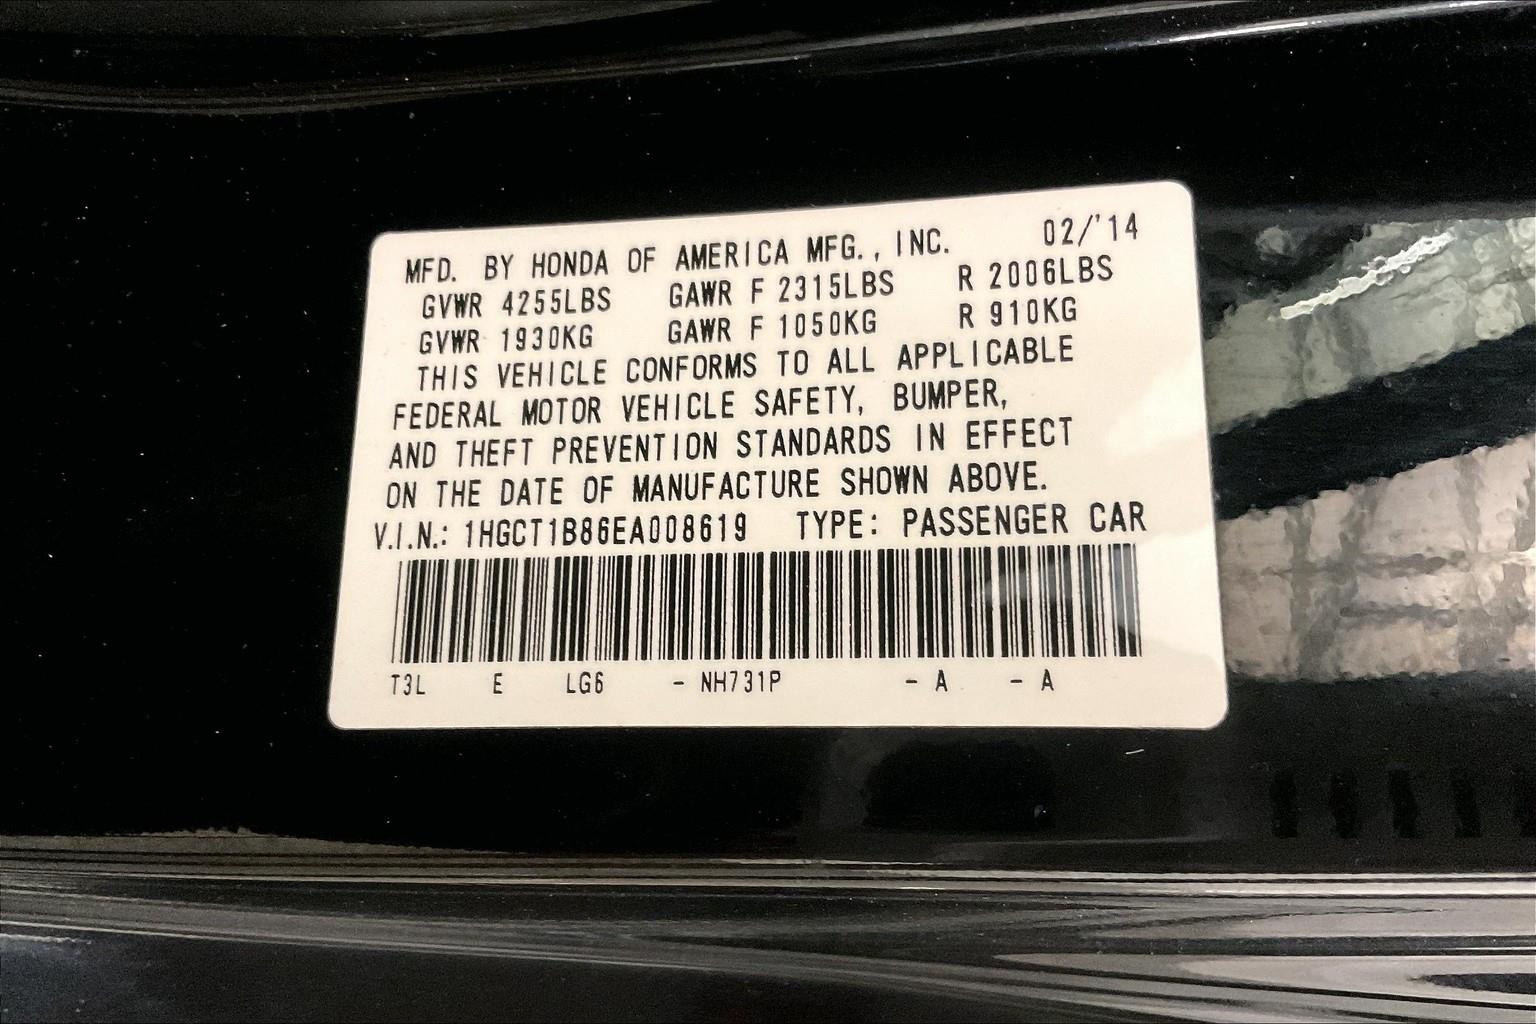 MFD. BY HONDA OF AMERICA MFG., INC. 02/'14
GVWR 4255LBS GAWR F 2315LBS R 2006LBS
GVWR 1930KG GAWR F 1050KG R 910KG
THIS VEHICLE CONFORMS TO ALL APPLICABLE
FEDERAL MOTOR VEHICLE SAFETY, BUMPER,
AND THEFT PREVENTION STANDARDS IN EFFECT
ON THE DATE OF MANUFACTURE SHOWN ABOVE.
V.I.N.: 1HGCT1B86EA008619 TYPE: PASSENGER CAR
T3L E LG6 - NH731P - A - A